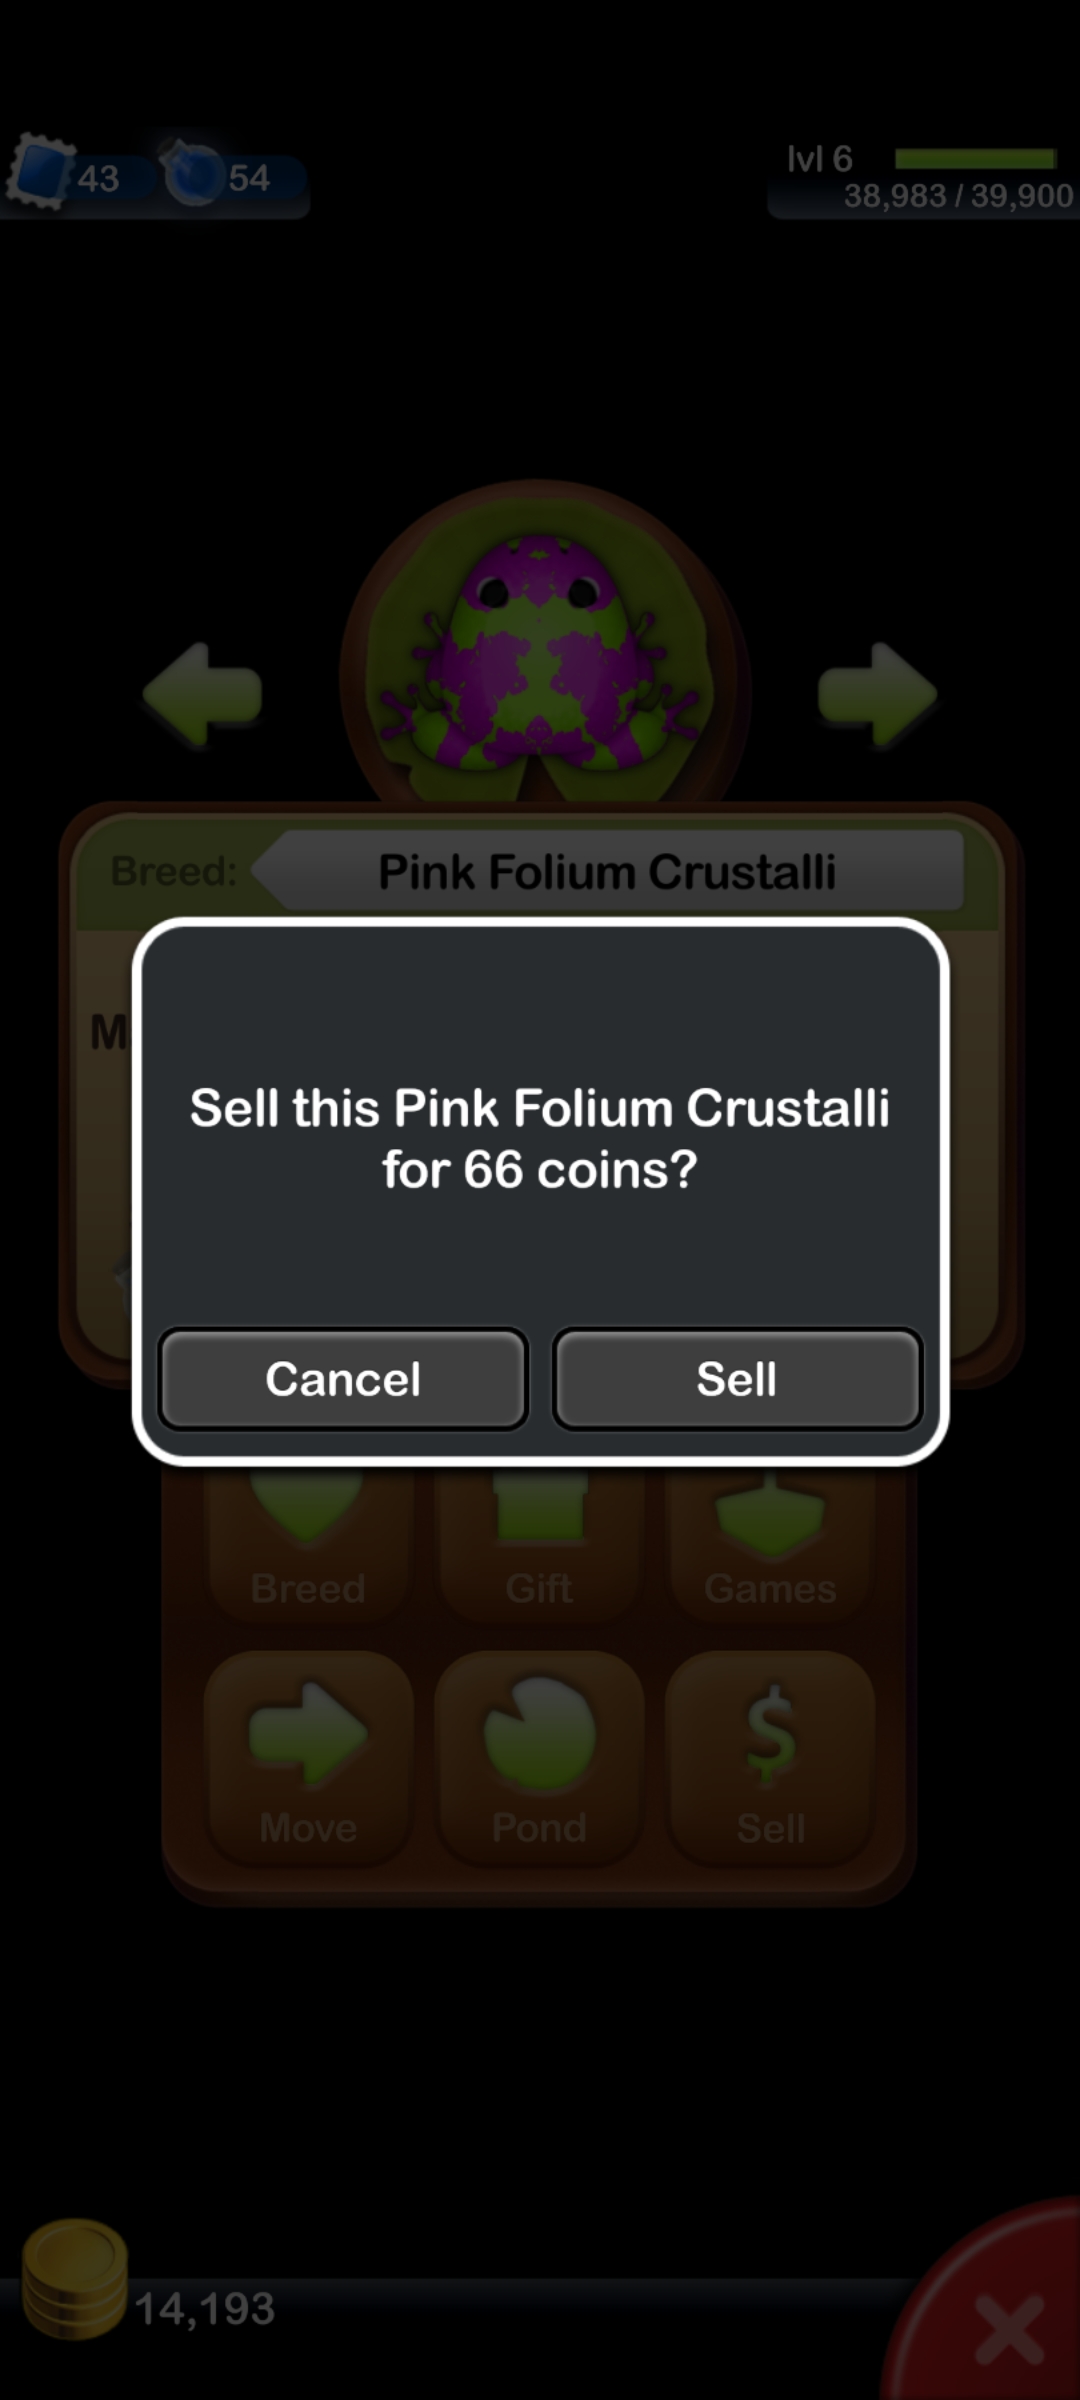 43
54
lvl 6
38,983 / 39,900
Breed:
Pink Folium Crustalli
M
Sell this Pink Folium Crustalli
for 66 coins?
Cancel
Sell
Breed
Gift
Games
Move
Pond
$
Sell
14,193